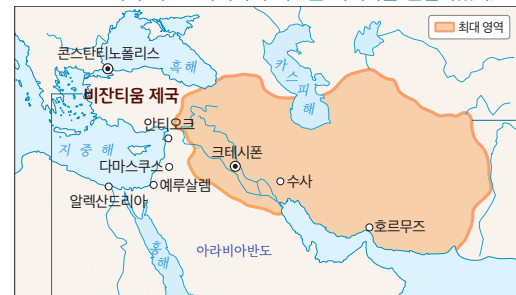 최대 영역
콘스탄티노폴리스
흑해
카스피해
비잔티움 제국
안티오크
지중해
크테시폰
다마스쿠스
수사
예루살렘
알렉산드리아
호르무즈
홍해
아라비아반도